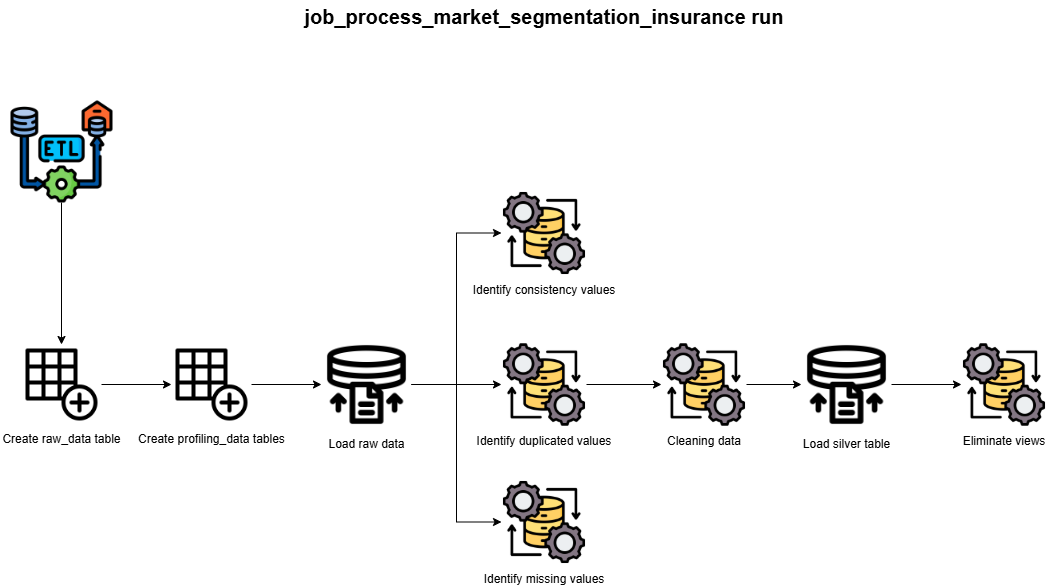 job_process_market_segmentation_insurance run
ETL
Identify consistency values
Create raw_data table
Create profiling_data tables
Load raw data
Identify duplicated values
Cleaning data
Load silver table
Eliminate views
Identify missing values